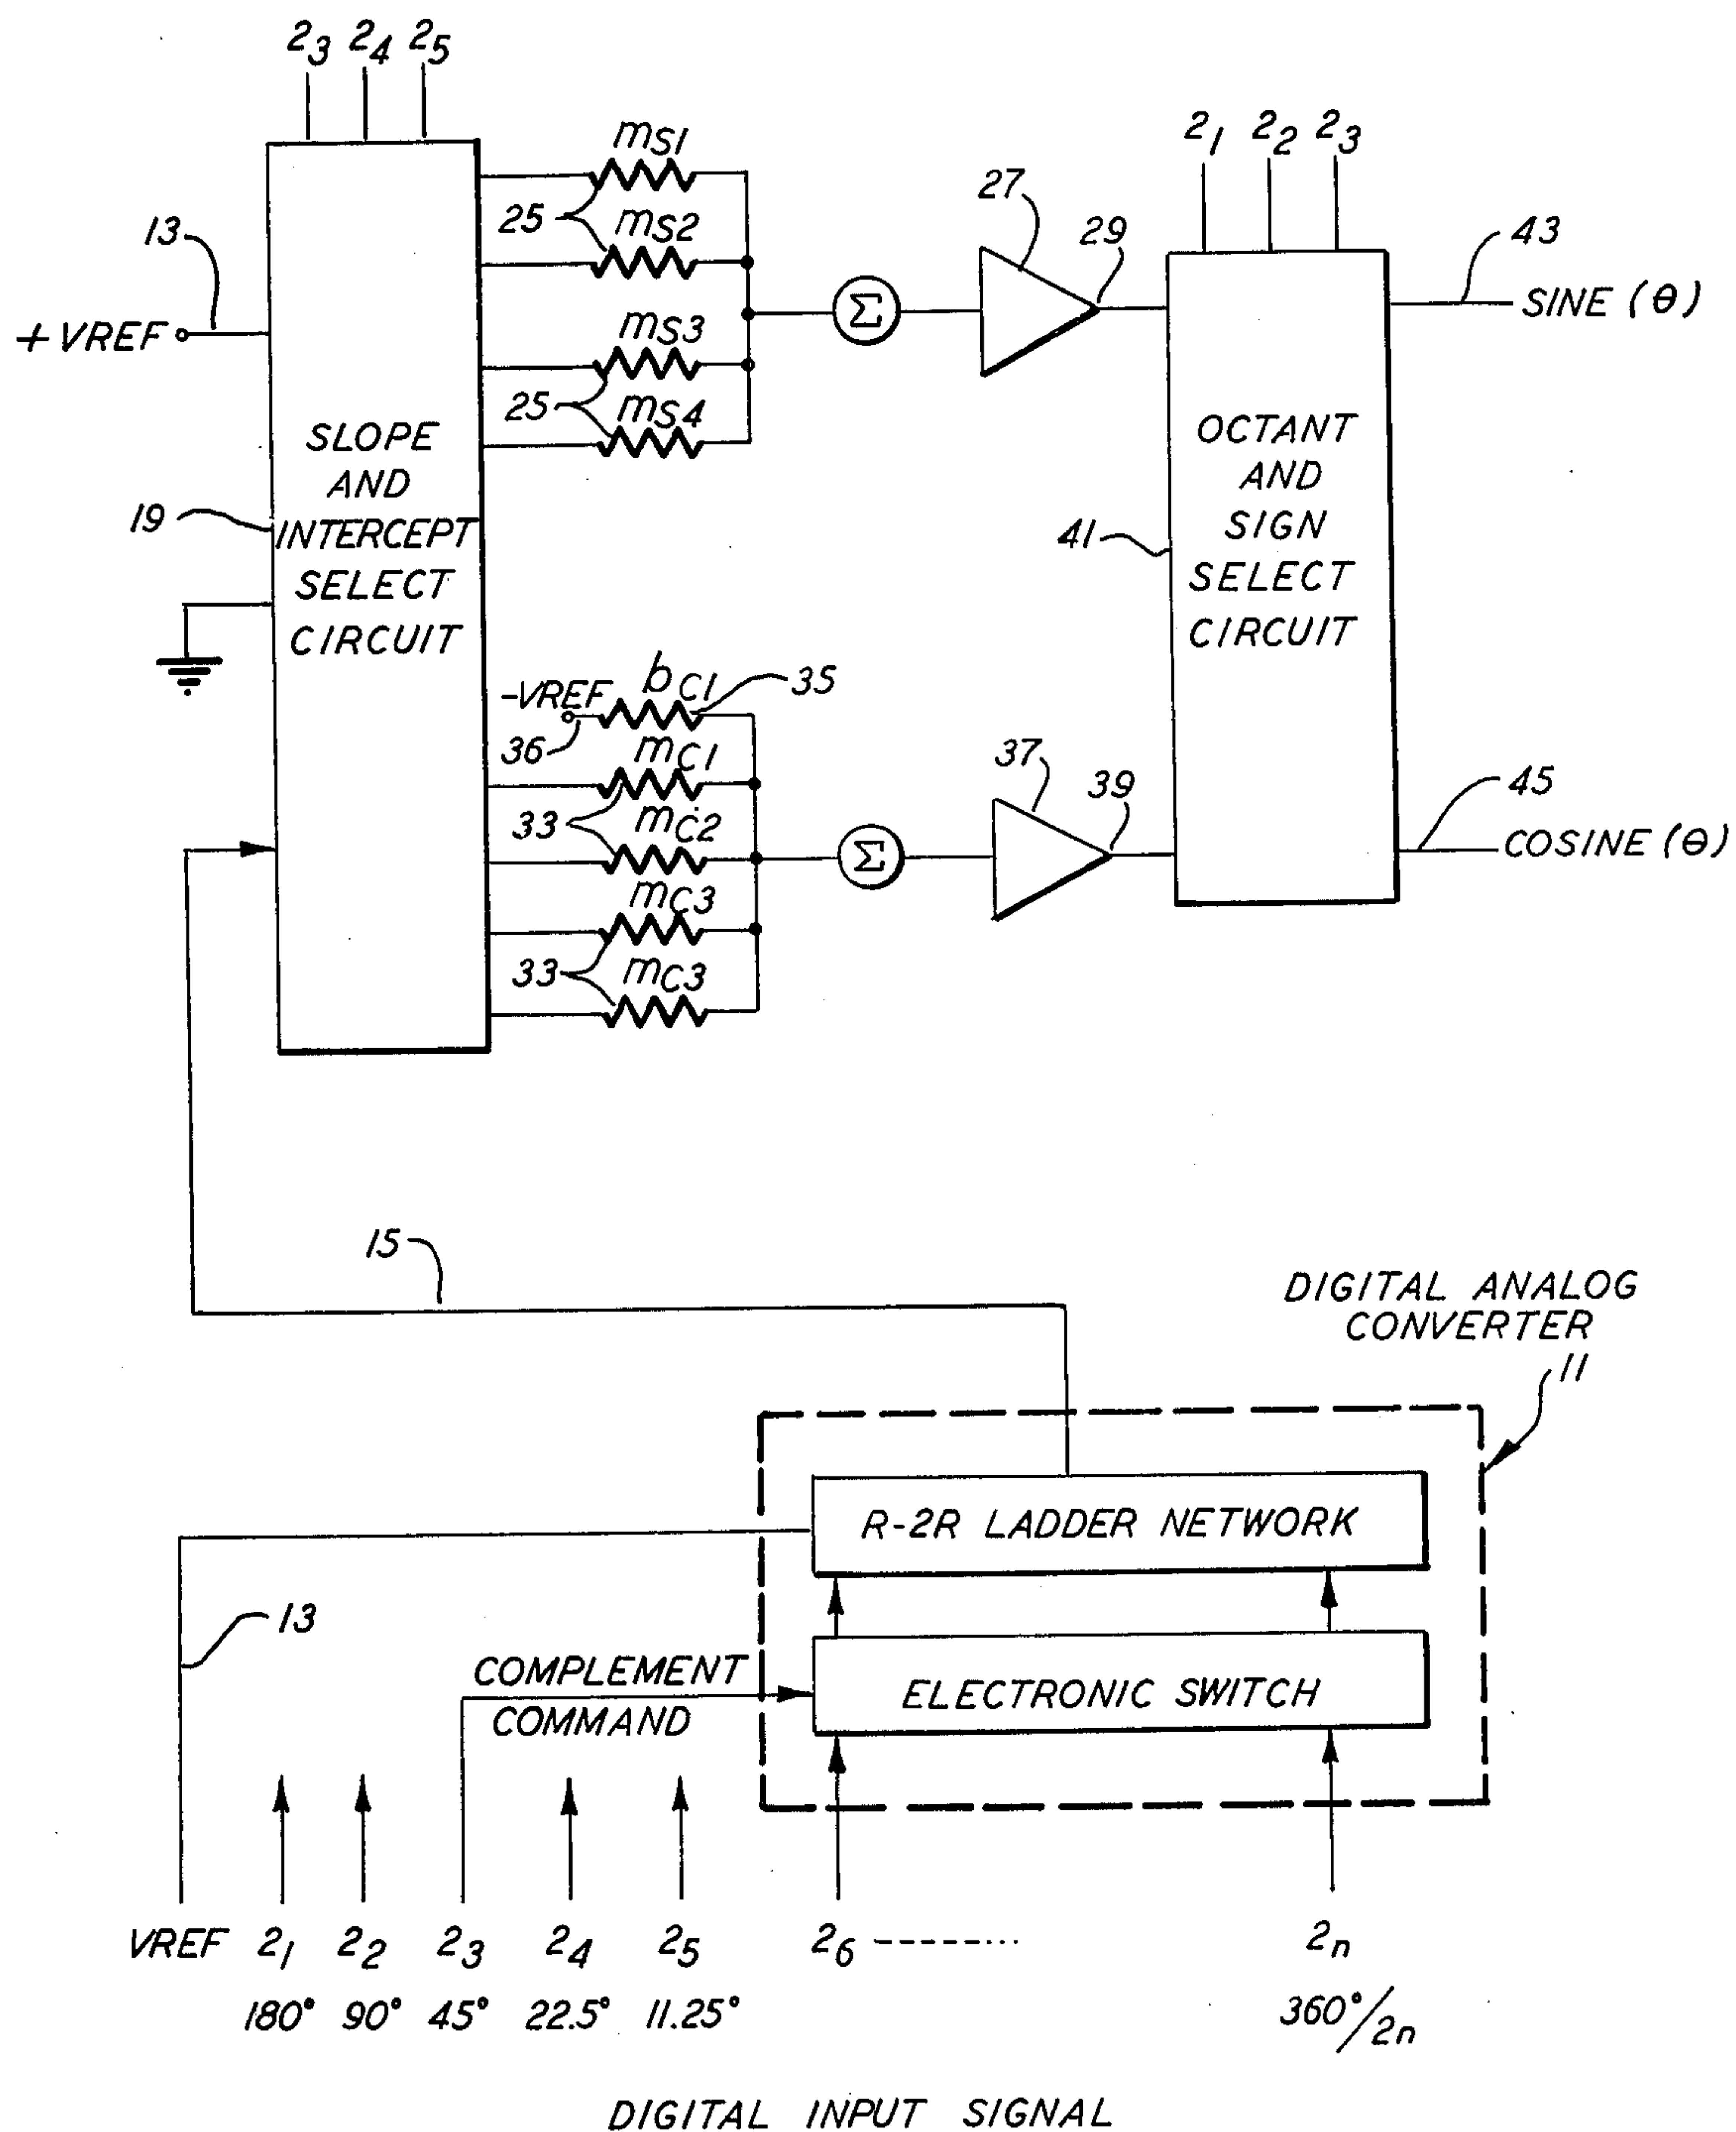 2₃ 2₄ 2₅
mS1
25
mS2
mS3
25
mS4
13
+VREF
SLOPE
AND
INTERCEPT
SELECT
CIRCUIT
19
-VREF
36
bC1
35
mC1
33
mC2
mC3
33
mC3
Σ
27
29
Σ
37
39
2₁ 2₂ 2₃
OCTANT
AND
SIGN
SELECT
CIRCUIT
41
43
SINE (θ)
45
COSINE (θ)
15
DIGITAL ANALOG
CONVERTER
11
R-2R LADDER NETWORK
13
COMPLEMENT
COMMAND
ELECTRONIC SWITCH
VREF 2₁ 2₂ 2₃ 2₄ 2₅ 2₆ --------... 2ₙ
180° 90° 45° 22.5° 11.25° 360°/2ₙ
DIGITAL INPUT SIGNAL